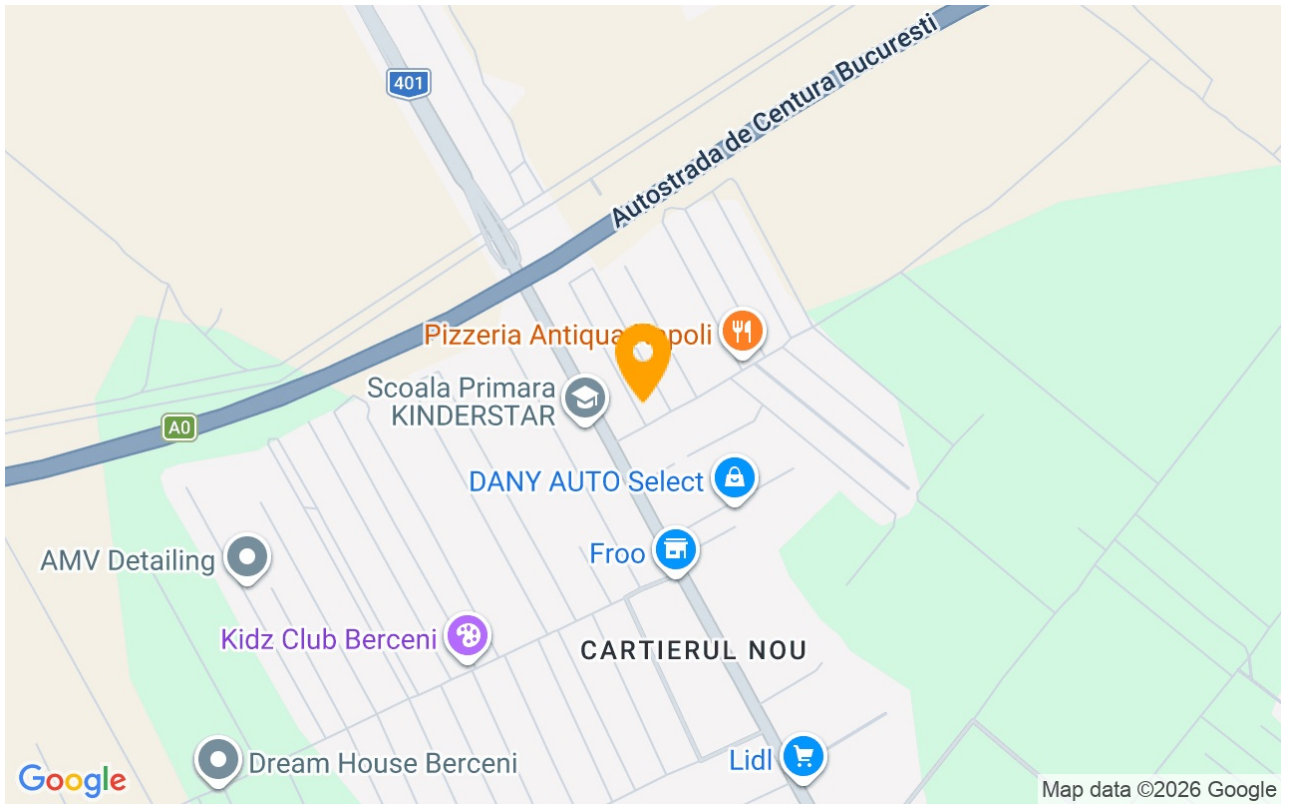 401
Autostrada de Centura Bucuresti
Pizzeria Antiqua poli
Scoala Primara
KINDERSTAR
A0
DANY AUTO Select
Froo
AMV Detailing
Kidz Club Berceni
CARTIERUL NOU
Lidl
Dream House Berceni
Google
Map data ©2026 Google